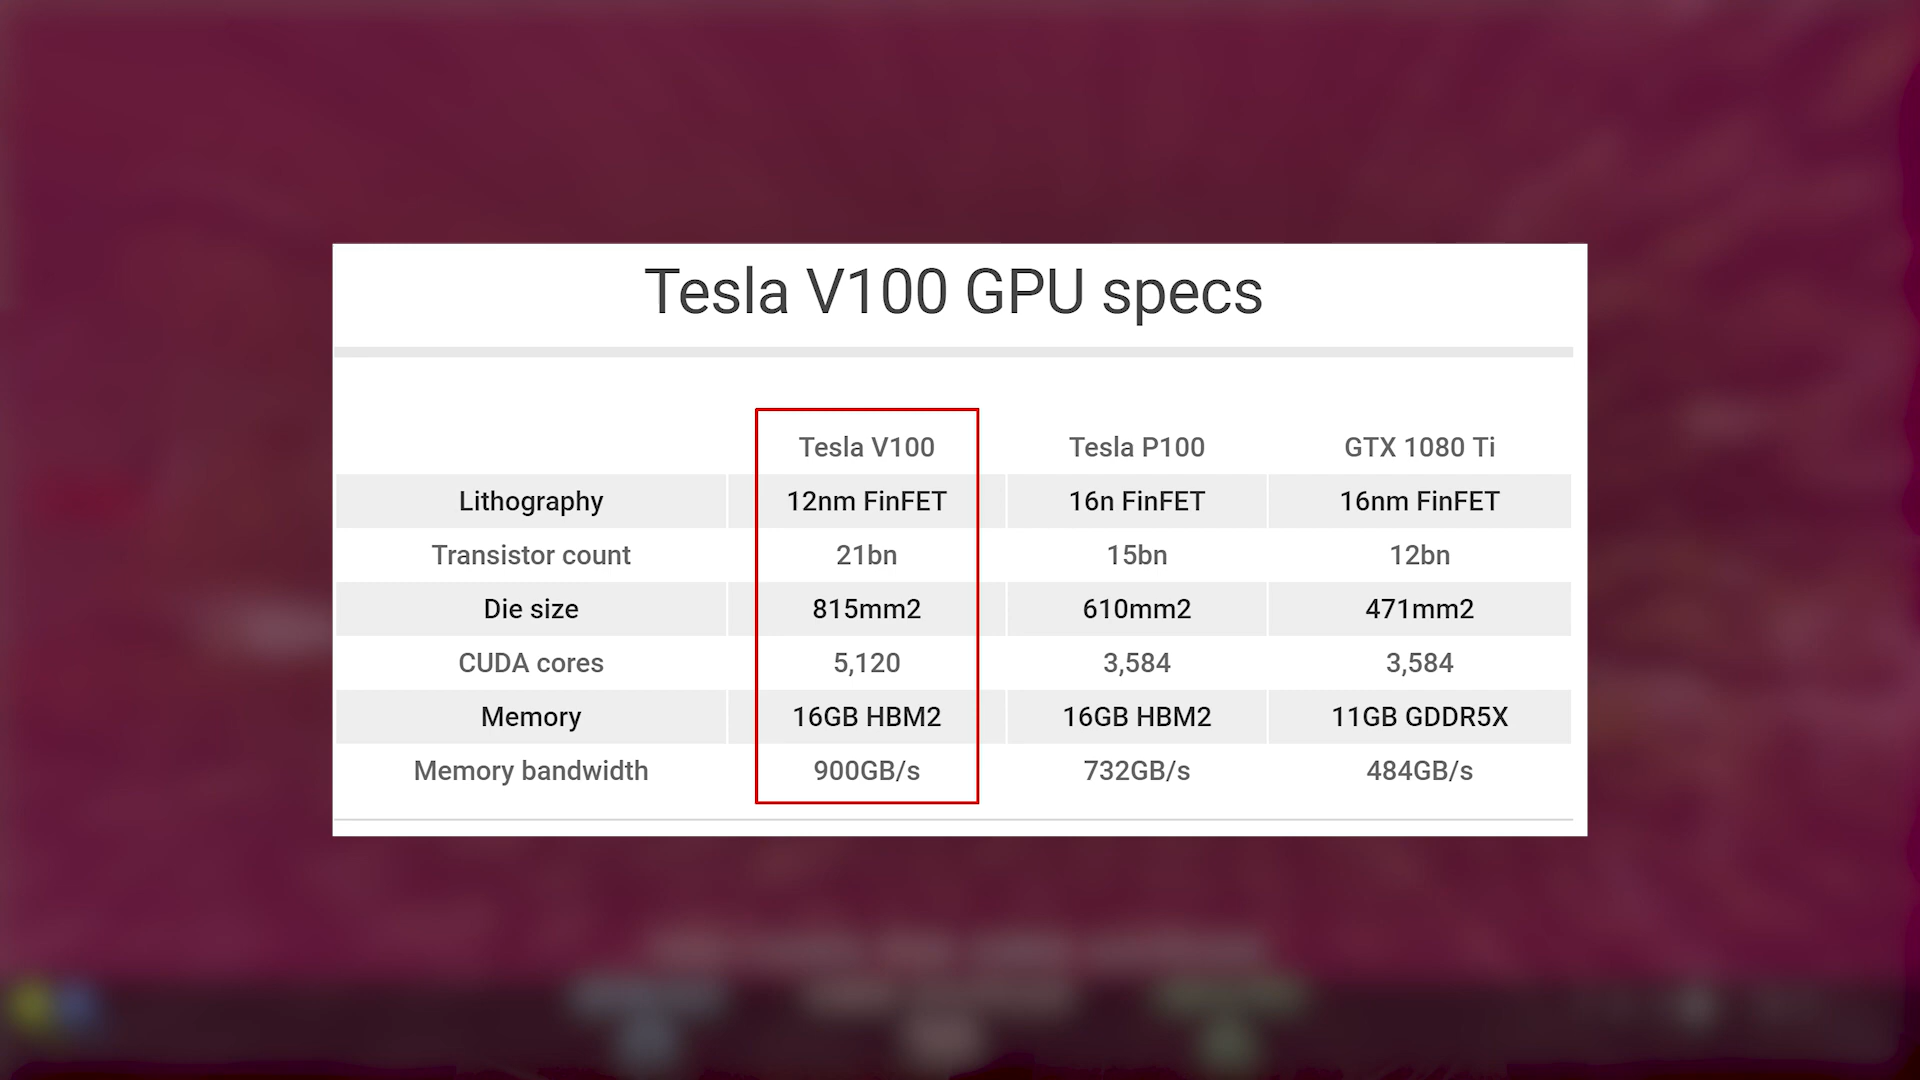 Tesla V100 GPU specs
Tesla V100 Tesla P100 GTX 1080 Ti
Lithography 12nm FinFET 16n FinFET 16nm FinFET
Transistor count 21bn 15bn 12bn
Die size 815mm2 610mm2 471mm2
CUDA cores 5,120 3,584 3,584
Memory 16GB HBM2 16GB HBM2 11GB GDDR5X
Memory bandwidth 900GB/s 732GB/s 484GB/s